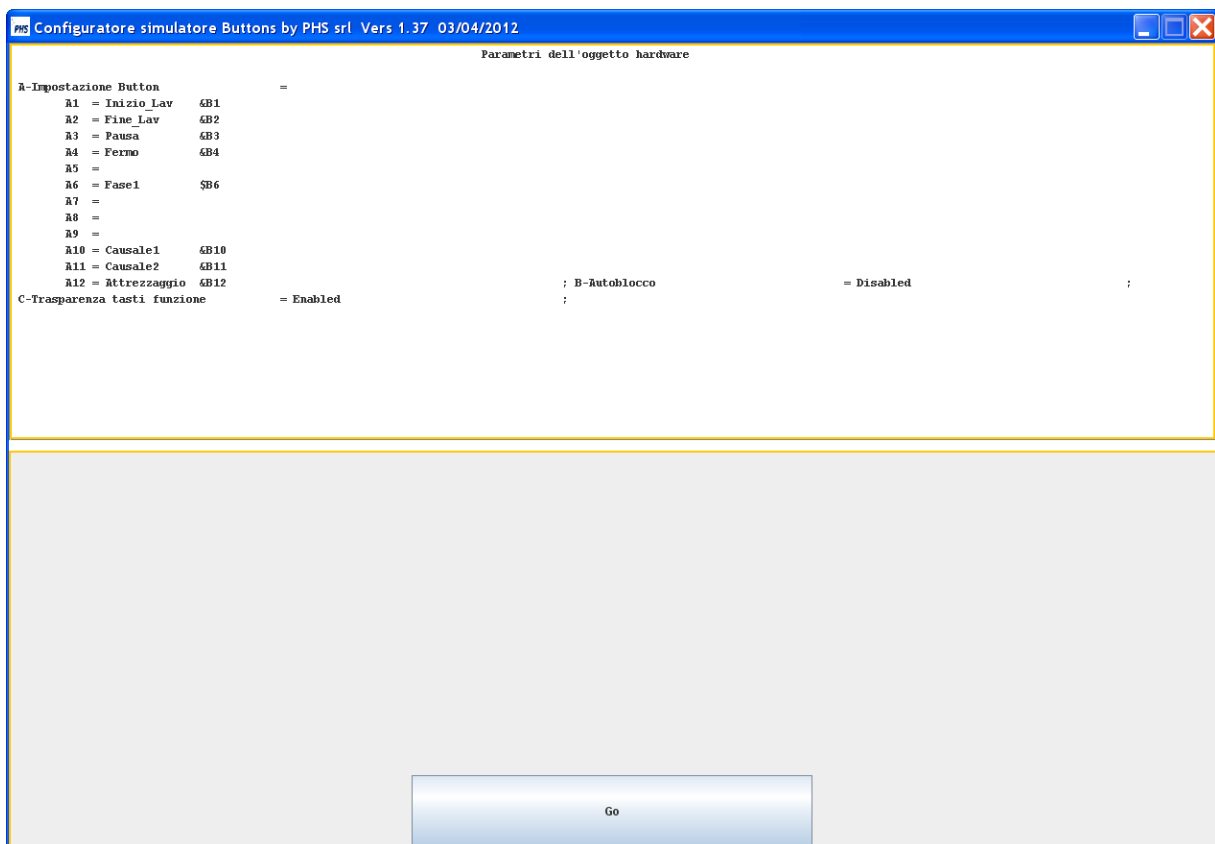 PHS Configuratore simulatore Buttons by PHS srl Vers 1.37 03/04/2012
Parametri dell'oggetto hardware
A-Impostazione Button =
A1 = Inizio_Lav &B1
A2 = Fine_Lav &B2
A3 = Pausa &B3
A4 = Fermo &B4
A5 =
A6 = Fase1 $B6
A7 =
A8 =
A9 =
A10 = Causale1 &B10
A11 = Causale2 &B11
A12 = Attrezzaggio &B12 ; B-Autoblocco = Disabled ;
C-Trasparenza tasti funzione = Enabled ;
Go